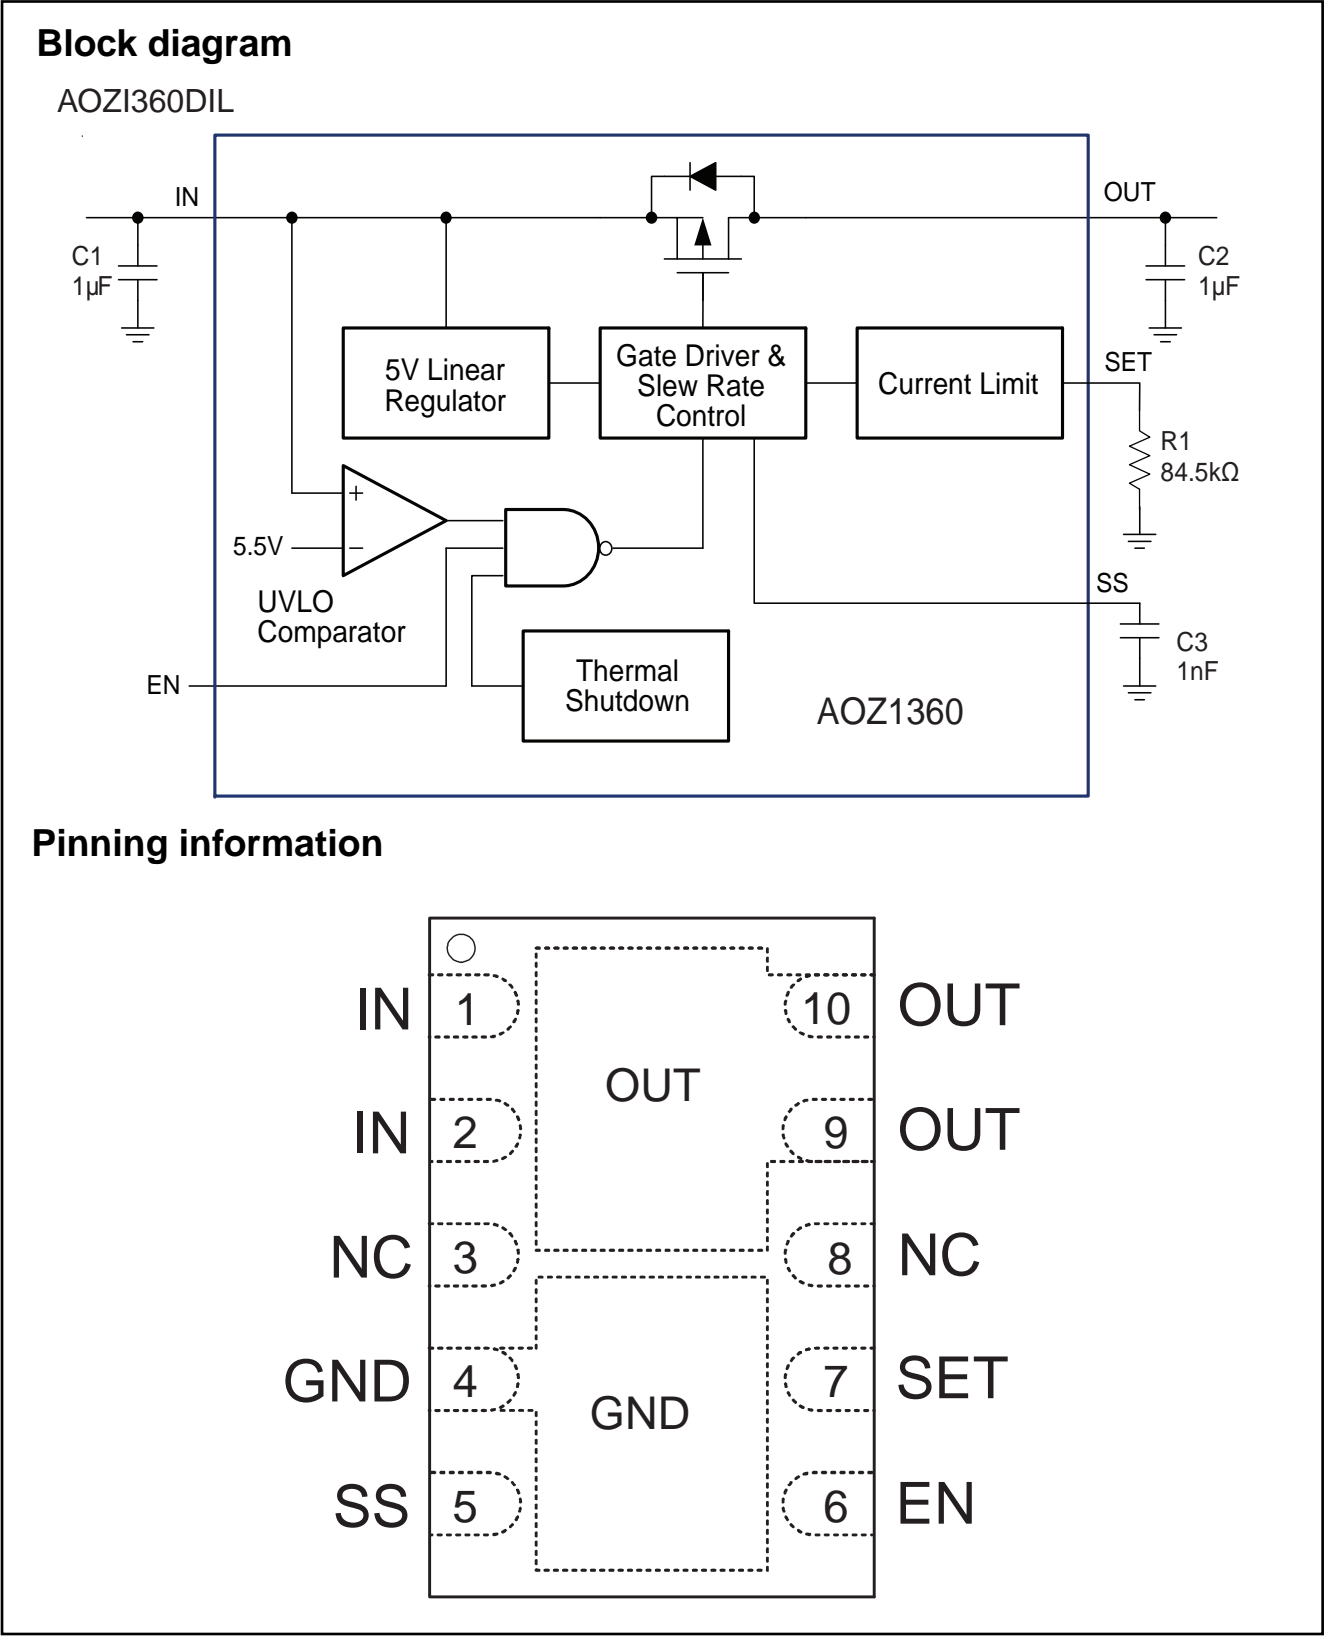 Block diagram
AOZI360DIL
IN
OUT
C1
1µF
C2
1µF
5V Linear
Regulator
Gate Driver &
Slew Rate
Control
Current Limit
SET
R1
84.5kΩ
+
5.5V
−
UVLO
Comparator
SS
C3
1nF
EN
Thermal
Shutdown
AOZ1360
Pinning information
IN
1
10
OUT
OUT
IN
2
9
OUT
NC
3
8
NC
GND
4
7
SET
GND
SS
5
6
EN